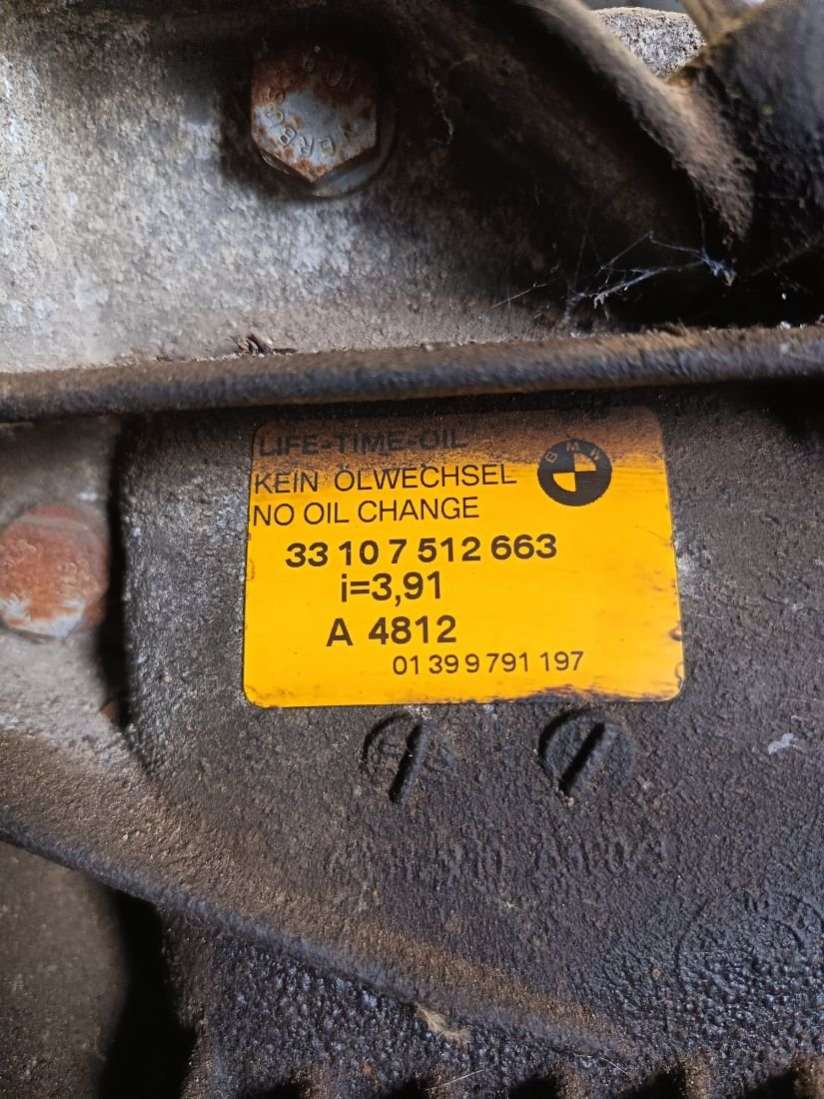 LIFE-TIME-OIL
KEIN ÖLWECHSEL
BMW
NO OIL CHANGE
33 10 7 512 663
i=3,91
A 4812
01 39 9 791 197